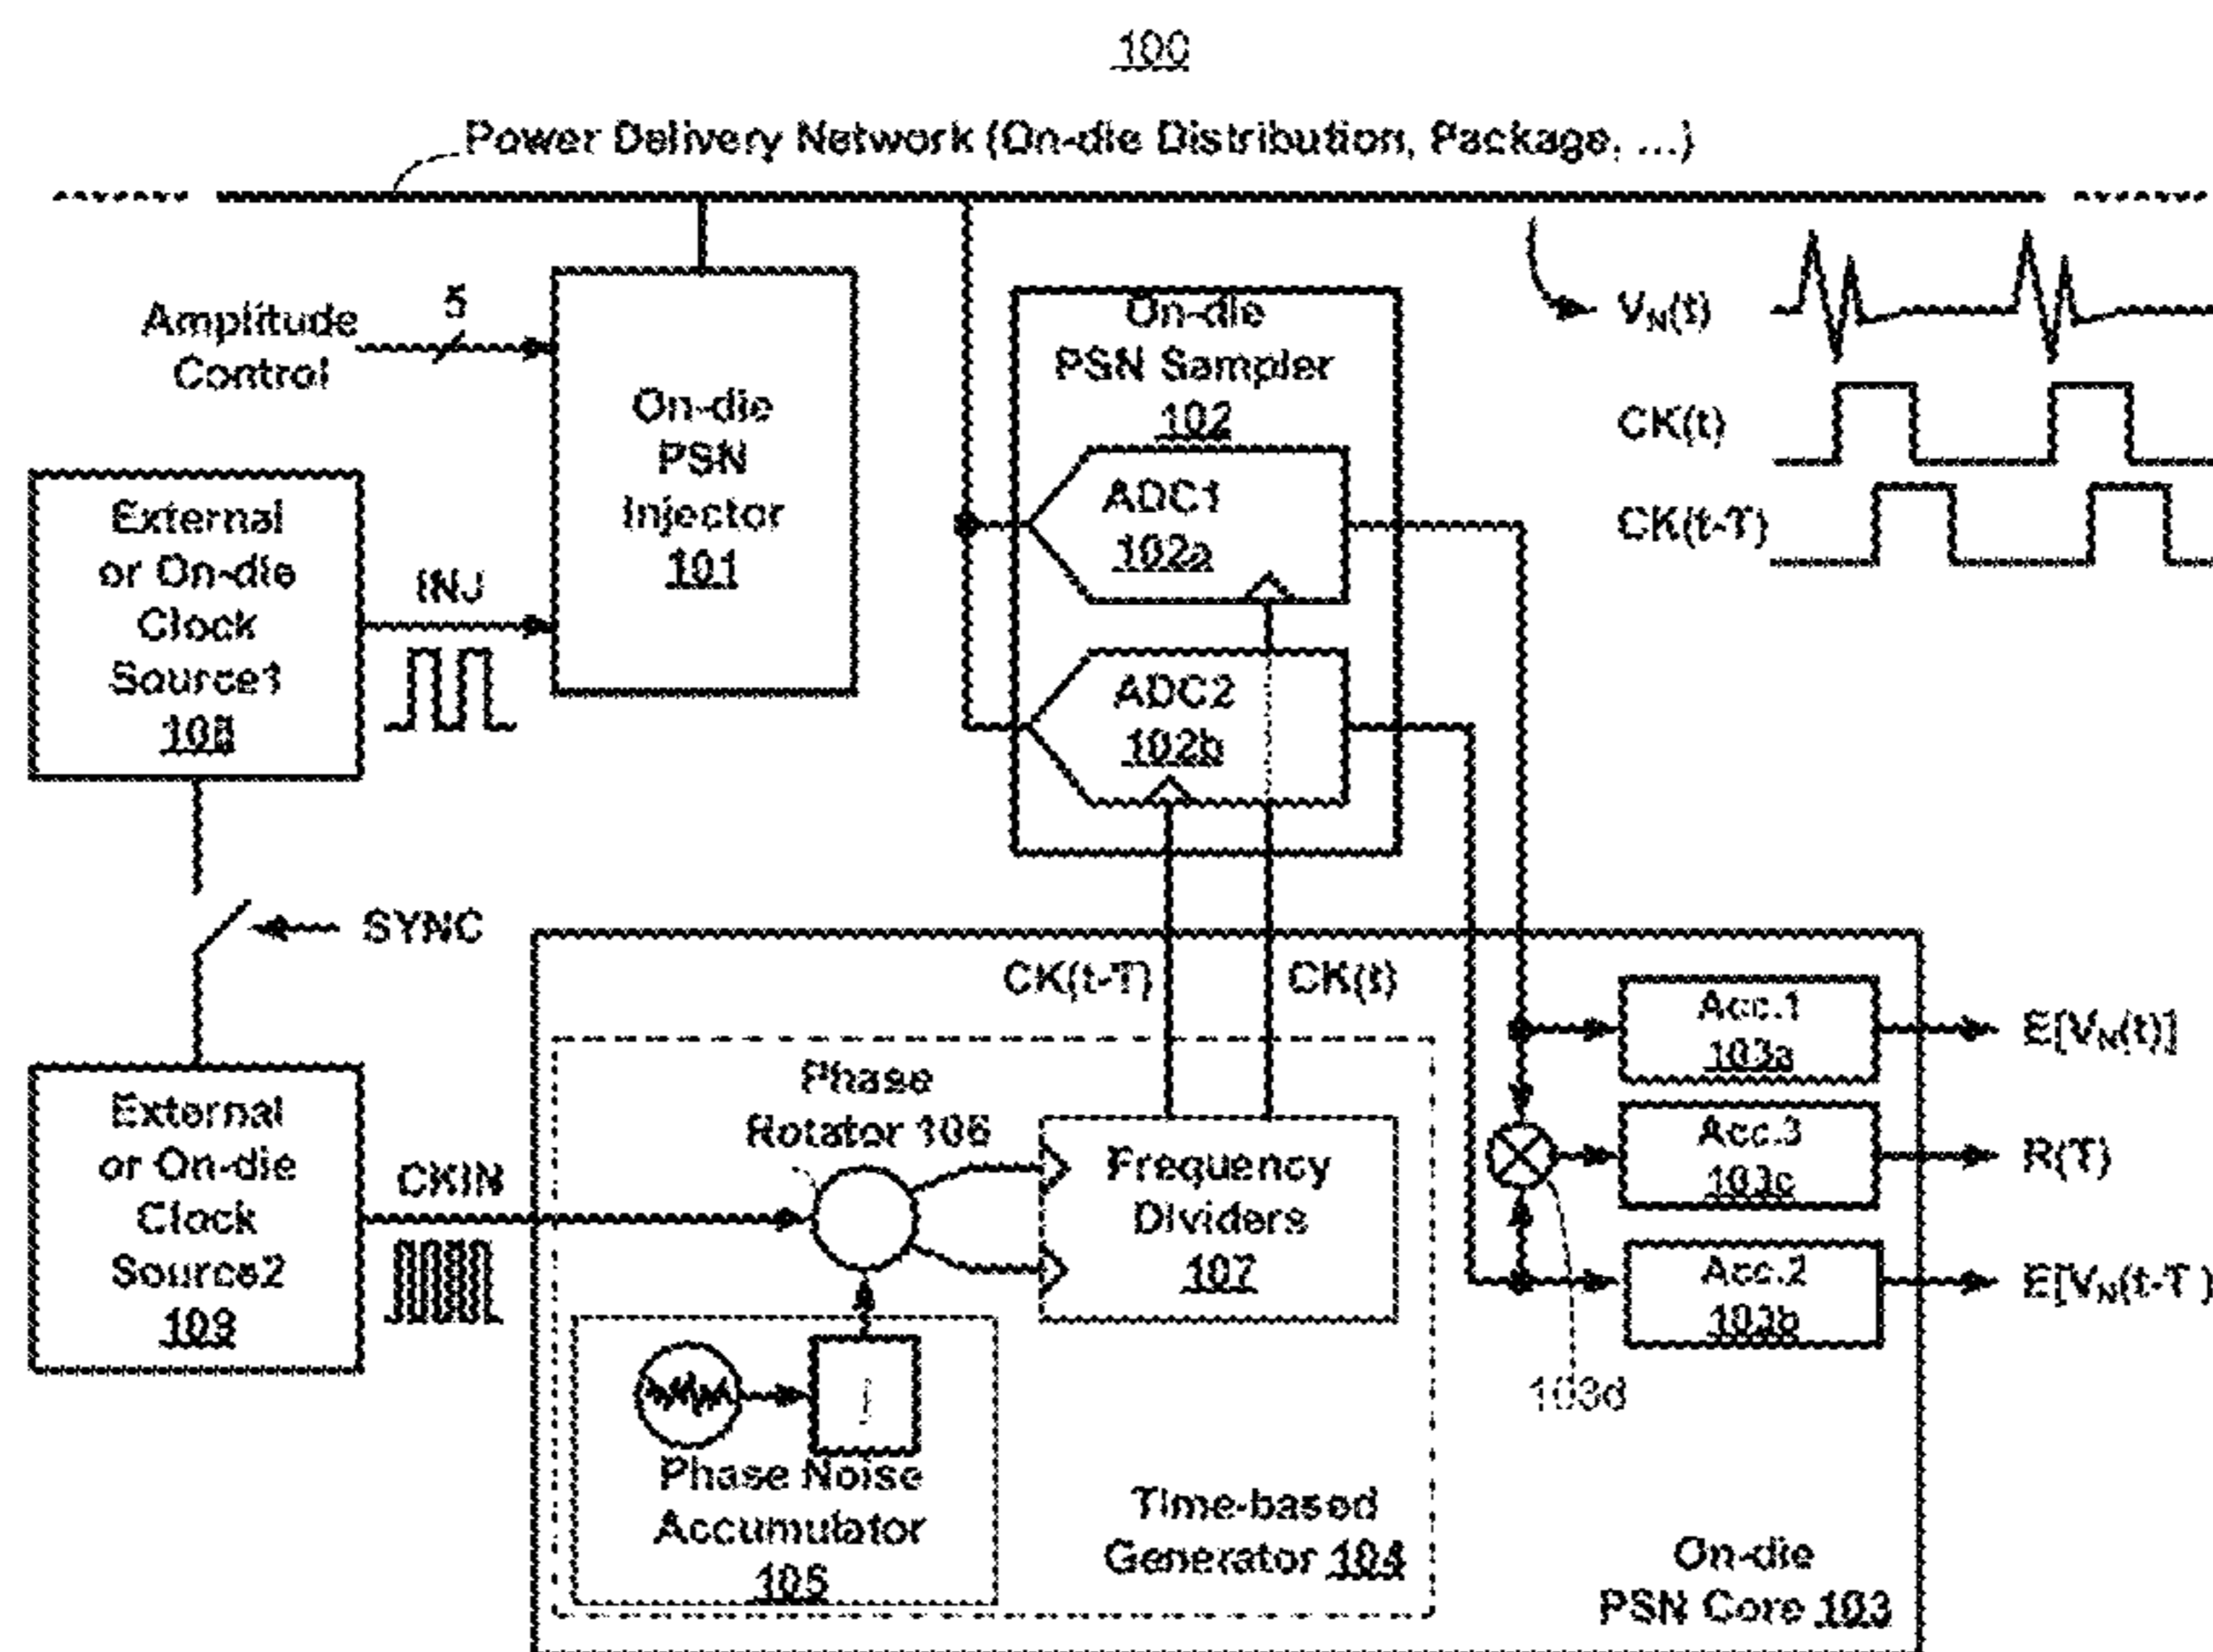 100
Power Delivery Network (On-die Distribution, Package, ...)
Amplitude
Control
5
On-die
PSN
Injector
101
On-die
PSN Sampler
102
ADC1
102a
ADC2
102b
VN(t)
CK(t)
CK(t-T)
External
or On-die
Clock
Source1
108
INJ
SYNC
External
or On-die
Clock
Source2
109
CKIN
CK(t-T)
CK(t)
Phase
Rotator 106
Frequency
Dividers
107
∫
Phase Noise
Accumulator
105
Time-based
Generator 104
Acc.1
103a
E[VN(t)]
Acc.3
103c
R(T)
Acc.2
103b
E[VN(t-T)
103d
On-die
PSN Core 103